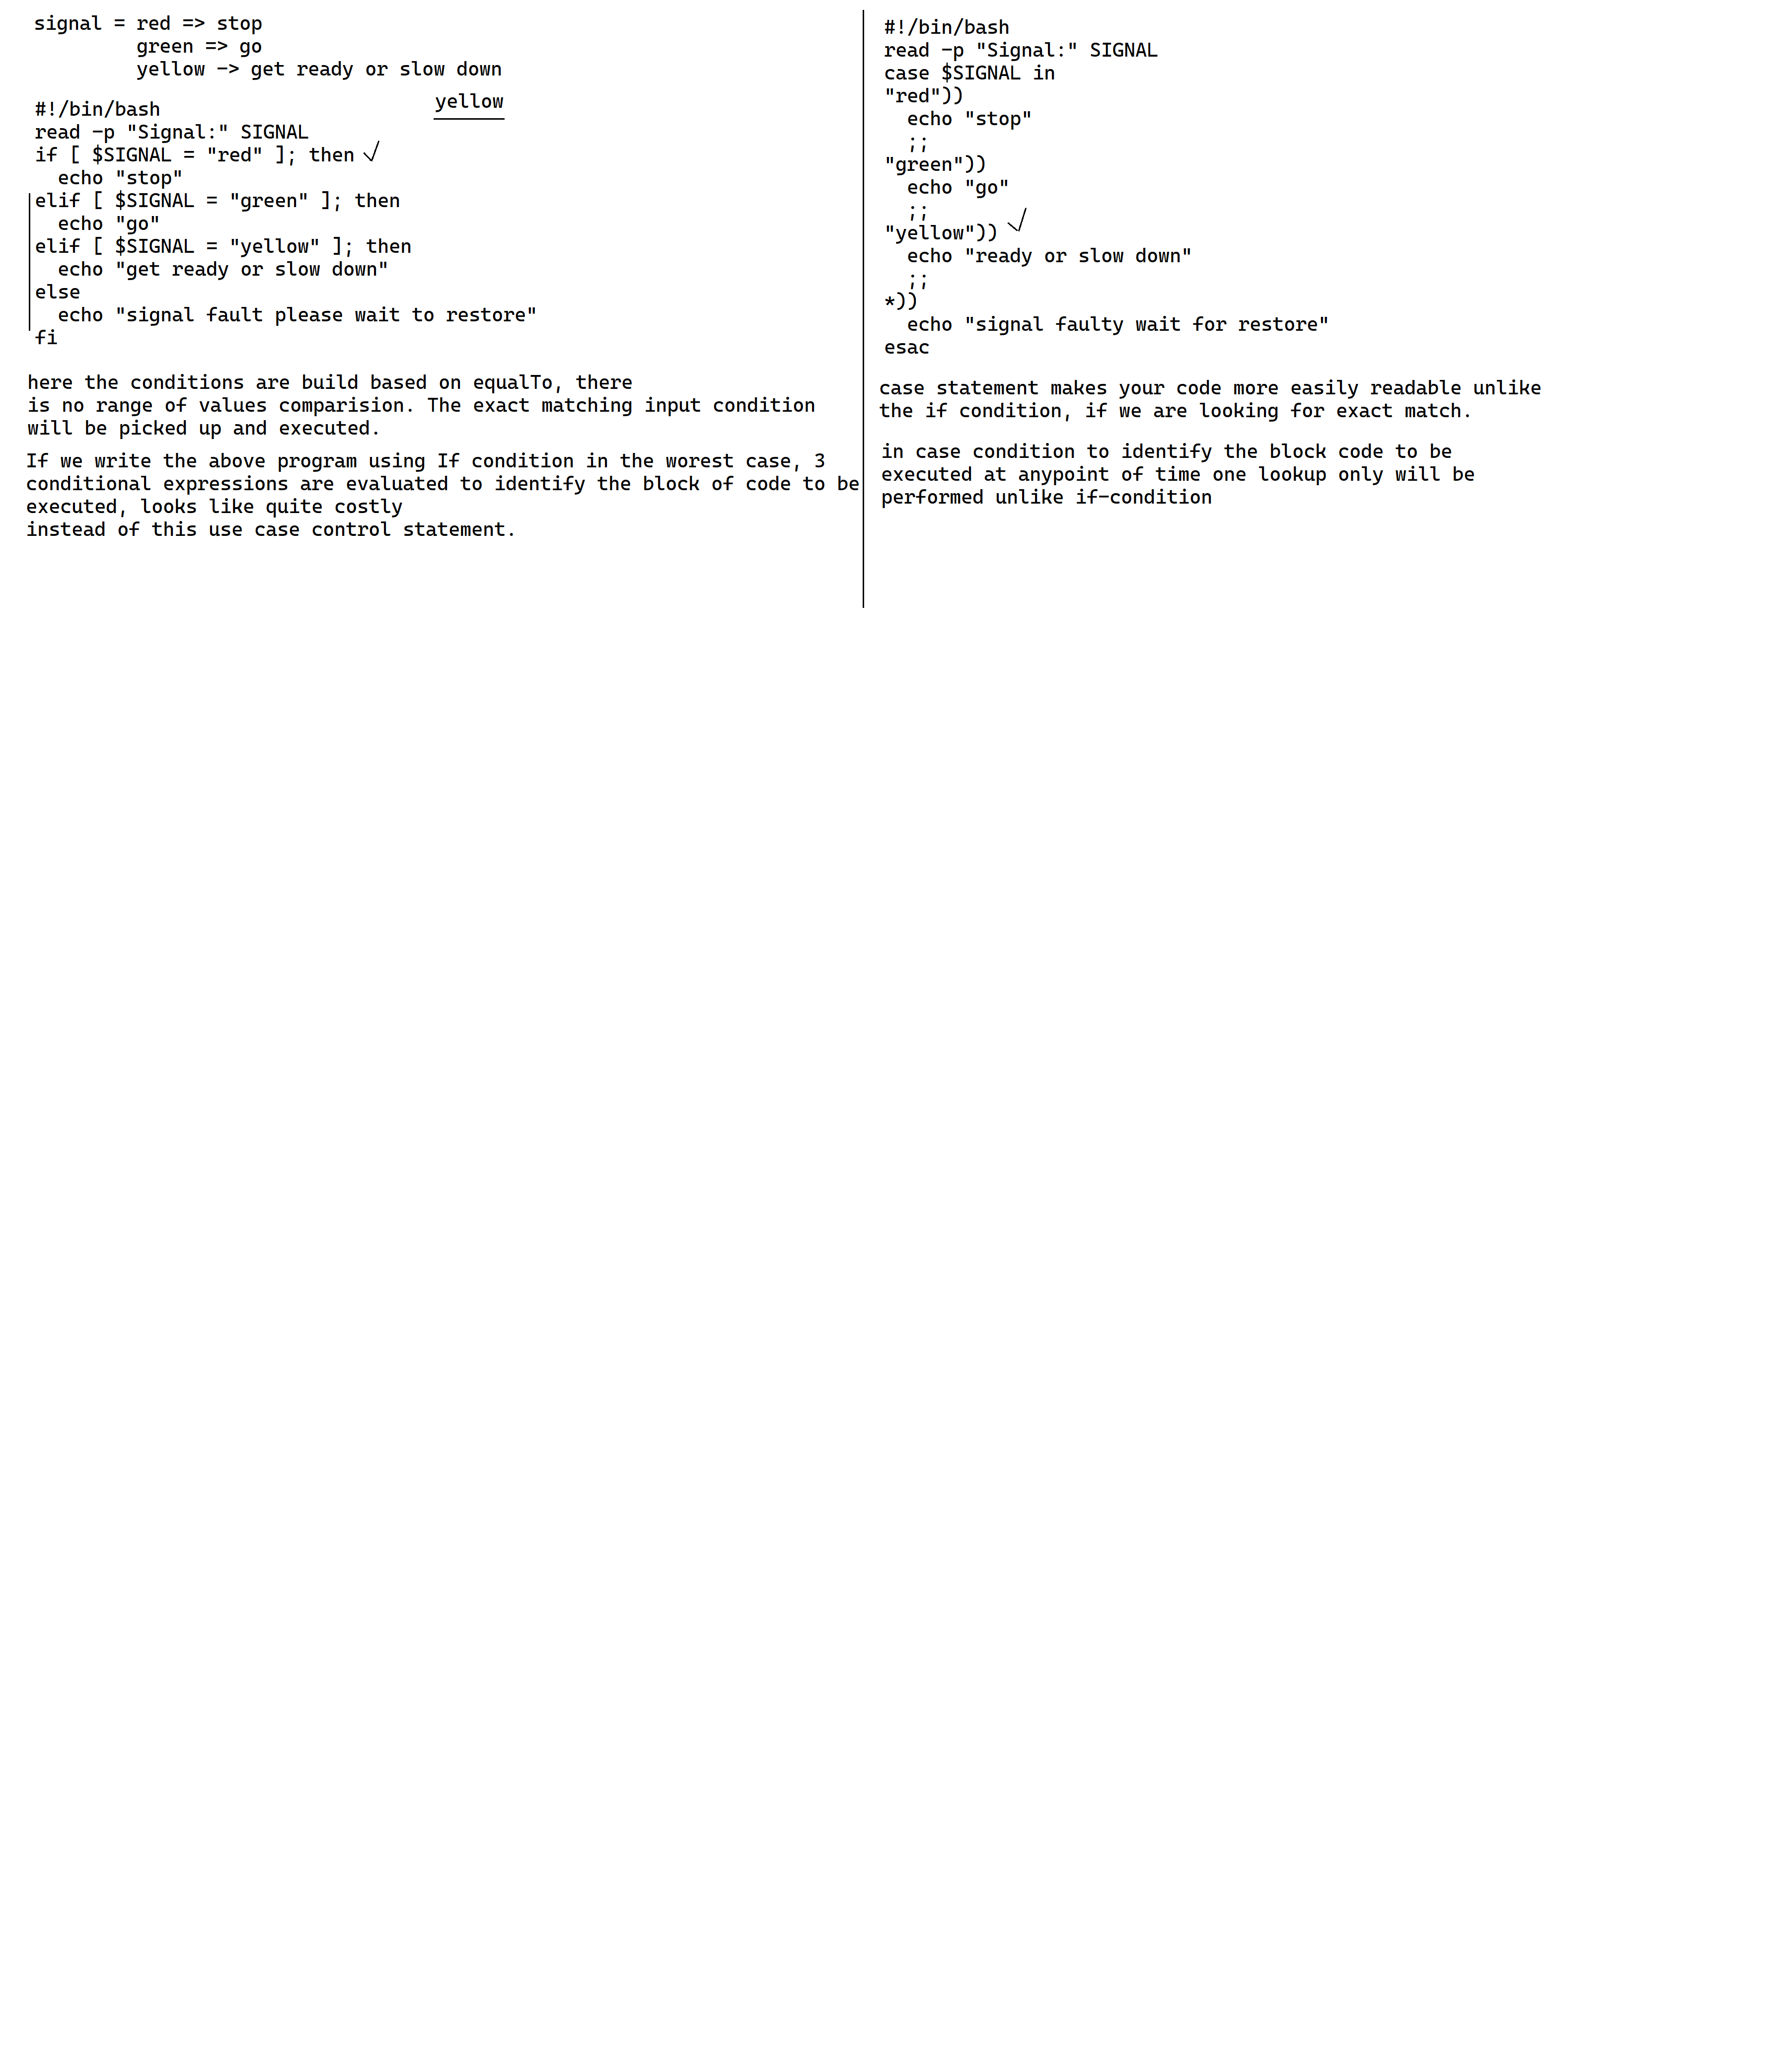 signal = red => stop
         green => go
         yellow -> get ready or slow down
yellow
#!/bin/bash
read -p "Signal:" SIGNAL
if [ $SIGNAL = "red" ]; then
  echo "stop"
elif [ $SIGNAL = "green" ]; then
  echo "go"
elif [ $SIGNAL = "yellow" ]; then
  echo "get ready or slow down"
else
  echo "signal fault please wait to restore"
fi
here the conditions are build based on equalTo, there
is no range of values comparision. The exact matching input condition
will be picked up and executed.
If we write the above program using If condition in the worest case, 3
conditional expressions are evaluated to identify the block of code to be
executed, looks like quite costly
instead of this use case control statement.
#!/bin/bash
read -p "Signal:" SIGNAL
case $SIGNAL in
"red"))
  echo "stop"
  ;;
"green"))
  echo "go"
  ;;
"yellow"))
  echo "ready or slow down"
  ;;
*))
  echo "signal faulty wait for restore"
esac
case statement makes your code more easily readable unlike
the if condition, if we are looking for exact match.
in case condition to identify the block code to be
executed at anypoint of time one lookup only will be
performed unlike if-condition